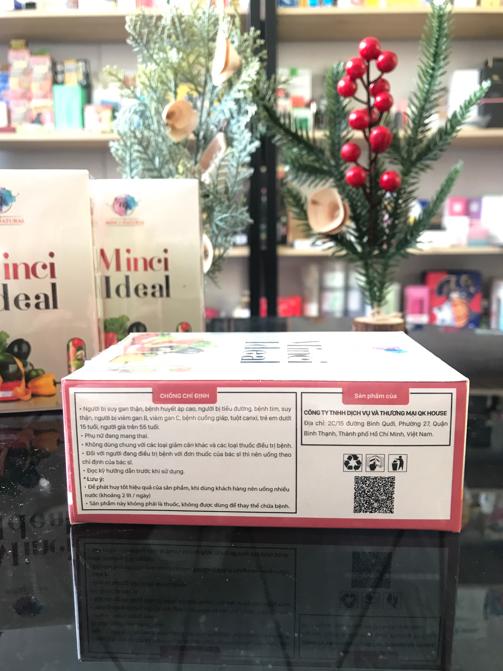 inci
deal
Minci
Ideal
Minci
Ideal
CHỐNG CHỈ ĐỊNH
• Người bị suy gan thận, bệnh huyết áp cao, người bị tiểu đường, bệnh tim, suy
thận, người bị viêm gan B, viêm gan C, bệnh cuống giáp, tuột canxi, trẻ em dưới
15 tuổi, người già trên 55 tuổi.
• Phụ nữ đang mang thai.
• Không dùng chung với các loại giảm cân khác và các loại thuốc điều trị bệnh.
• Đối với người đang điều trị bệnh với đơn thuốc của bác sĩ thì nên uống theo
chỉ định của bác sĩ.
• Đọc kỹ hướng dẫn trước khi sử dụng.
* Lưu ý:
• Để phát huy tốt hiệu quả của sản phẩm, khi dùng khách hàng nên uống nhiều
nước (khoảng 2 lít / ngày)
• Sản phẩm này không phải là thuốc, không được dùng để thay thế chữa bệnh.
Sản phẩm của
CÔNG TY TNHH DỊCH VỤ VÀ THƯƠNG MẠI QK HOUSE
Địa chỉ: 2C/15 đường Bình Quới, Phường 27, Quận
Bình Thạnh, Thành phố Hồ Chí Minh, Việt Nam.